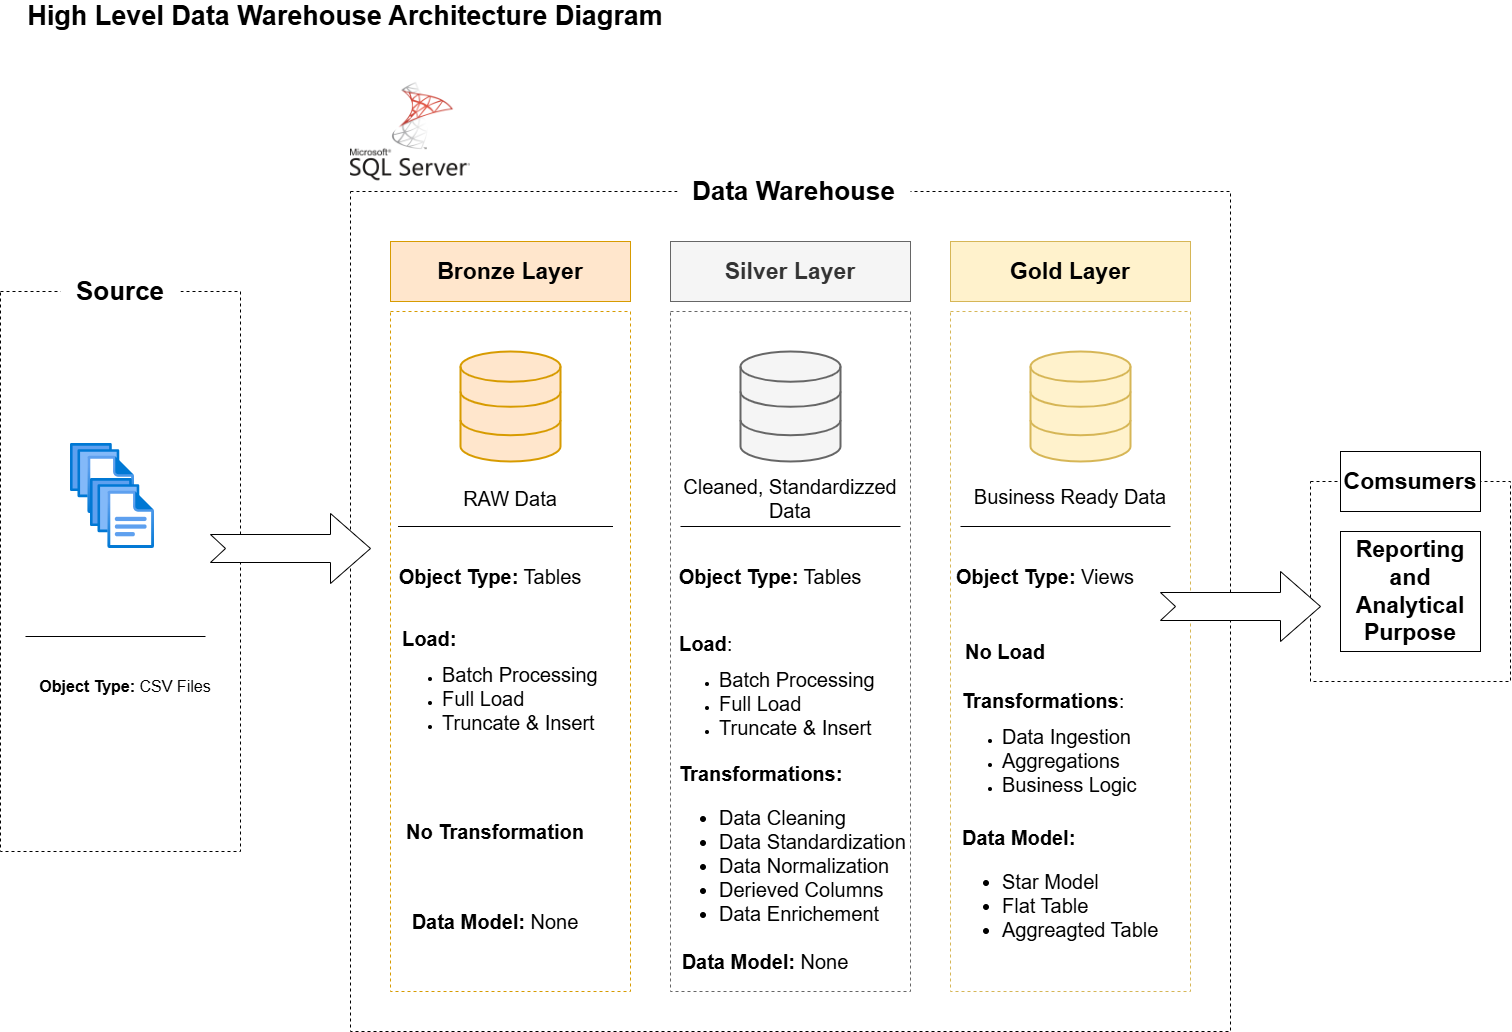 High Level Data Warehouse Architecture Diagram
Microsoft®
SQL Server
Data Warehouse
Source
Object Type: CSV Files
Bronze Layer
RAW Data
Object Type: Tables
Load:
• Batch Processing
• Full Load
• Truncate & Insert
No Transformation
Data Model: None
Silver Layer
Cleaned, Standardizzed
Data
Object Type: Tables
Load:
• Batch Processing
• Full Load
• Truncate & Insert
Transformations:
• Data Cleaning
• Data Standardization
• Data Normalization
• Derieved Columns
• Data Enrichement
Data Model: None
Gold Layer
Business Ready Data
Object Type: Views
No Load
Transformations:
• Data Ingestion
• Aggregations
• Business Logic
Data Model:
• Star Model
• Flat Table
• Aggreagted Table
Comsumers
Reporting
and
Analytical
Purpose